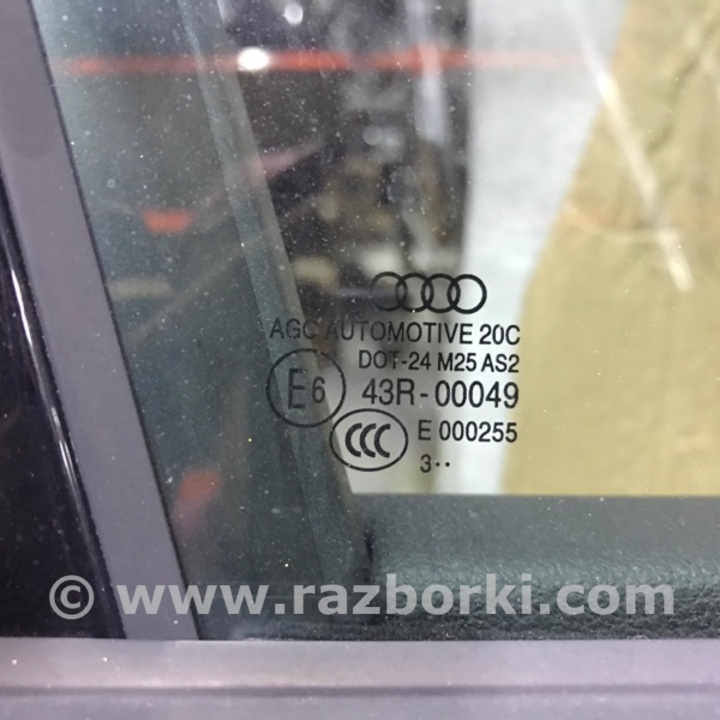 AGC AUTOMOTIVE 20C
DOT-24 M25 AS2
E6 43R-00049
CCC E 000255
3··
© www.razborki.com